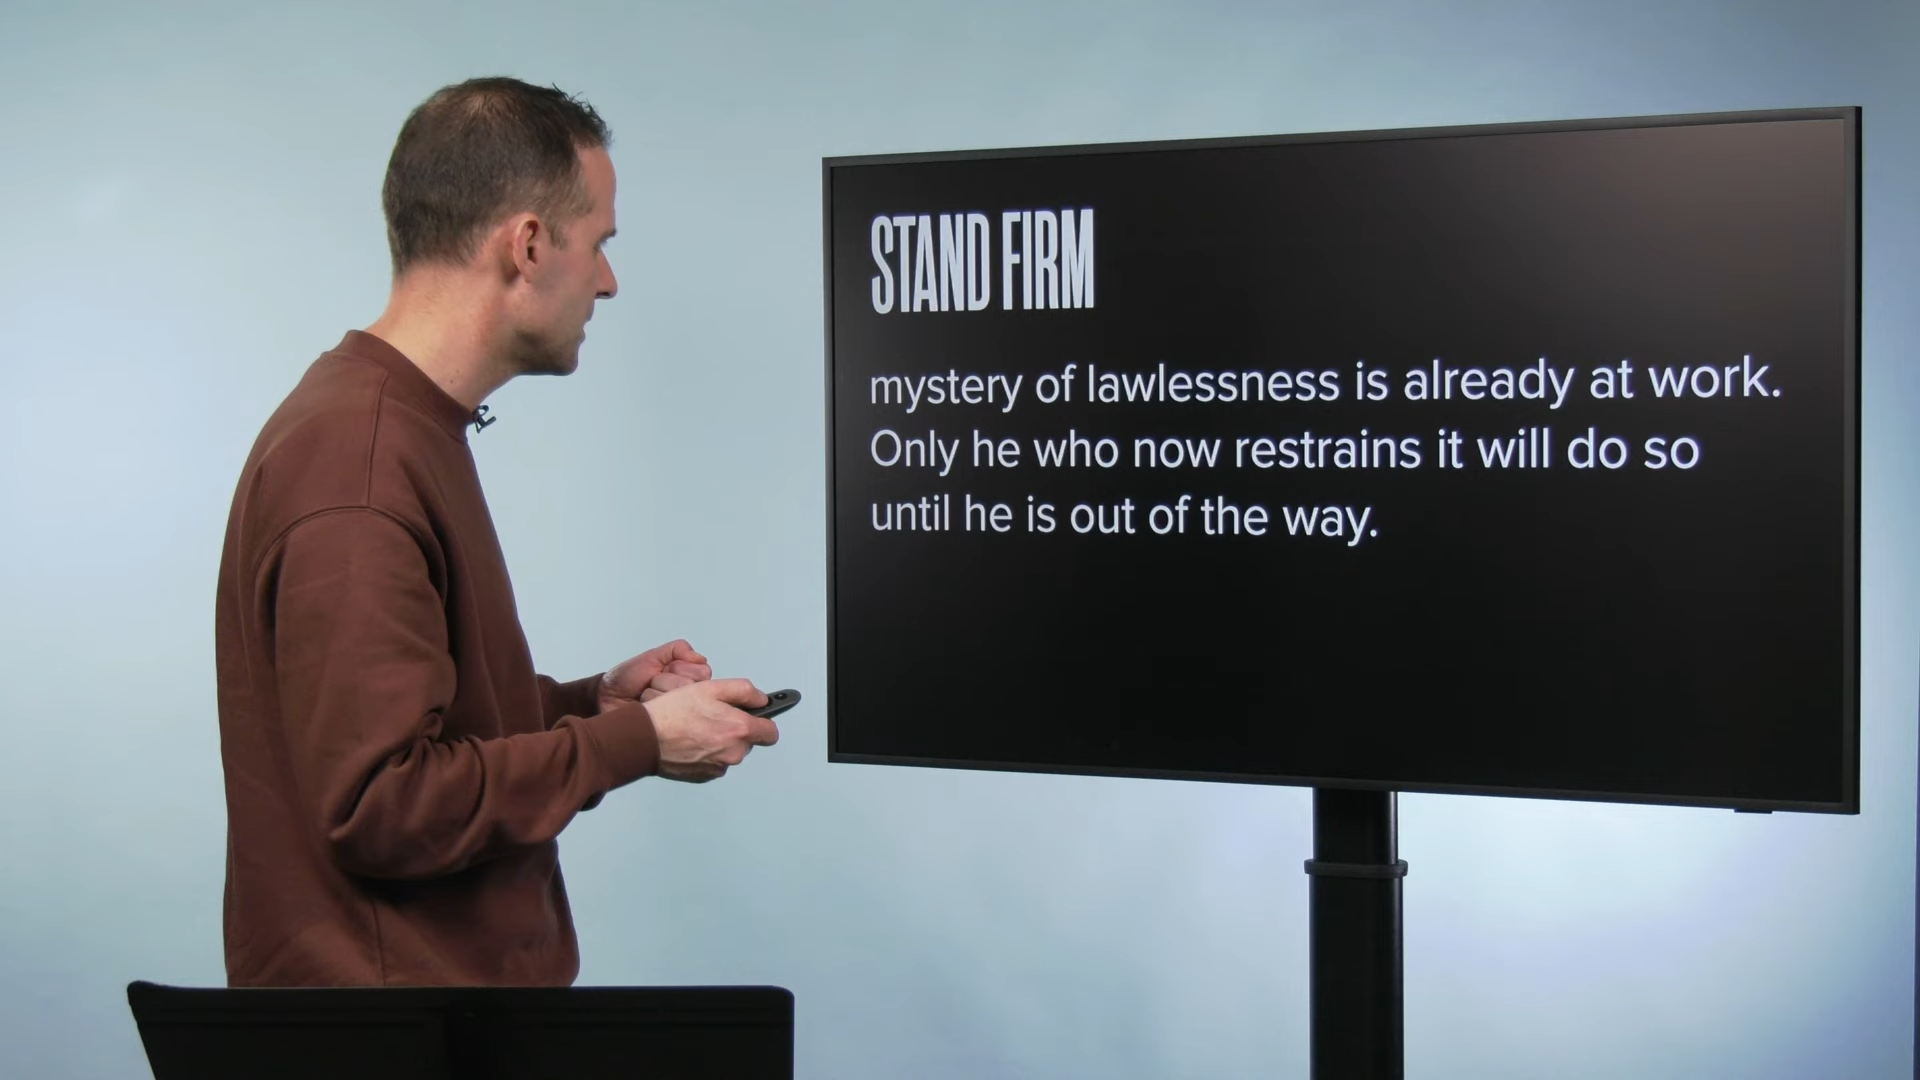 STAND FIRM
mystery of lawlessness is already at work.
Only he who now restrains it will do so
until he is out of the way.